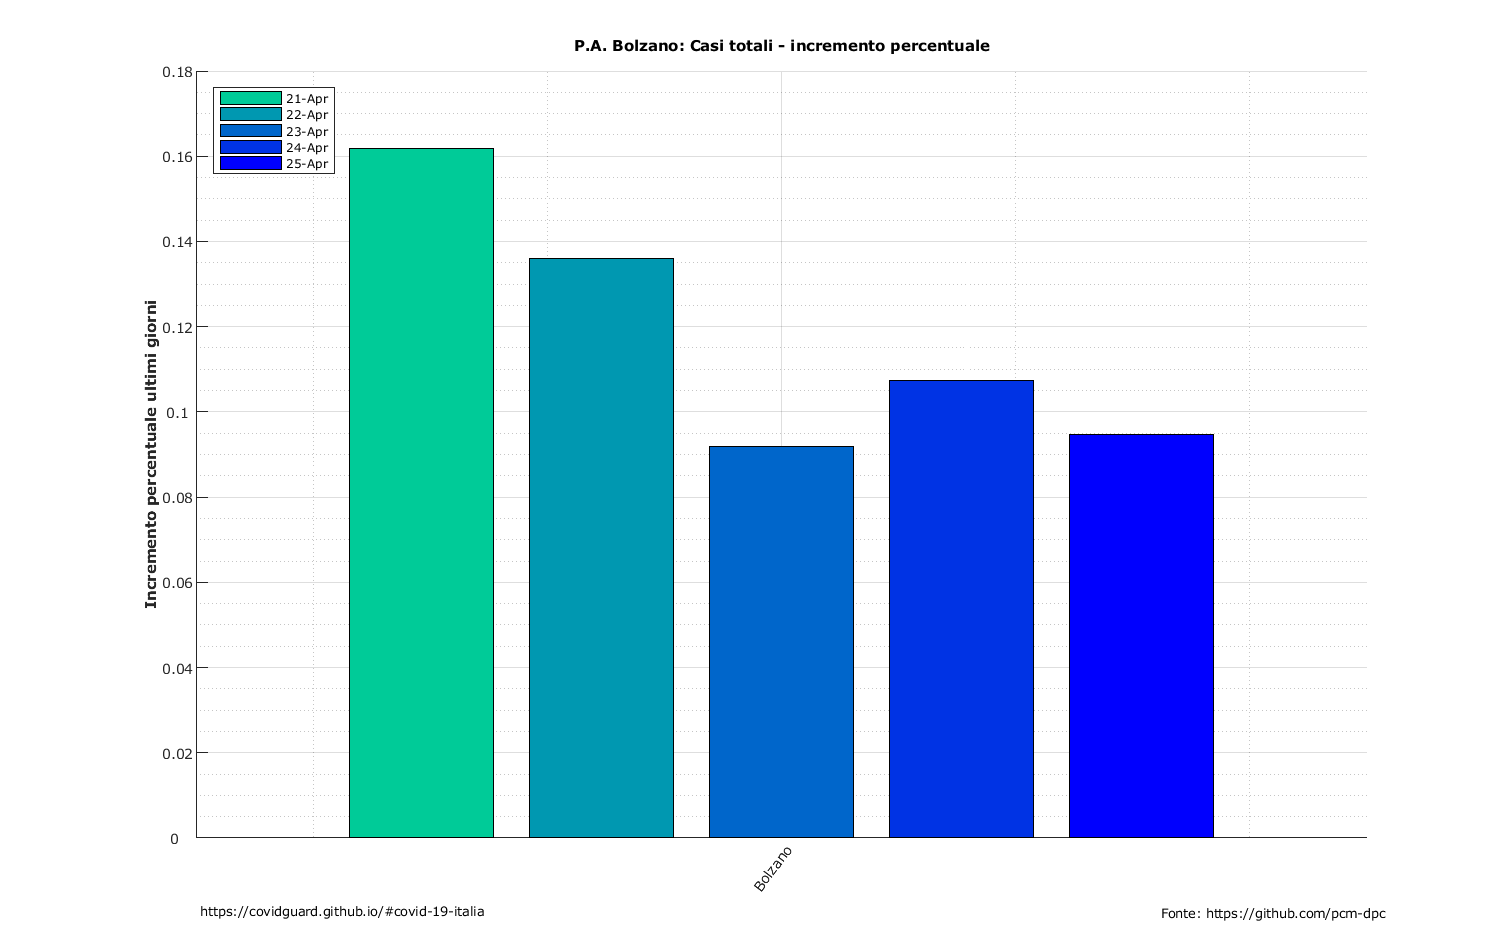 P.A. Bolzano: Casi totali - incremento percentuale
0.18
0.16
0.14
0.12
0.1
0.08
0.06
0.04
0.02
0
Incremento percentuale ultimi giorni
21-Apr
22-Apr
23-Apr
24-Apr
25-Apr
Bolzano
https://covidguard.github.io/#covid-19-italia
Fonte: https://github.com/pcm-dpc